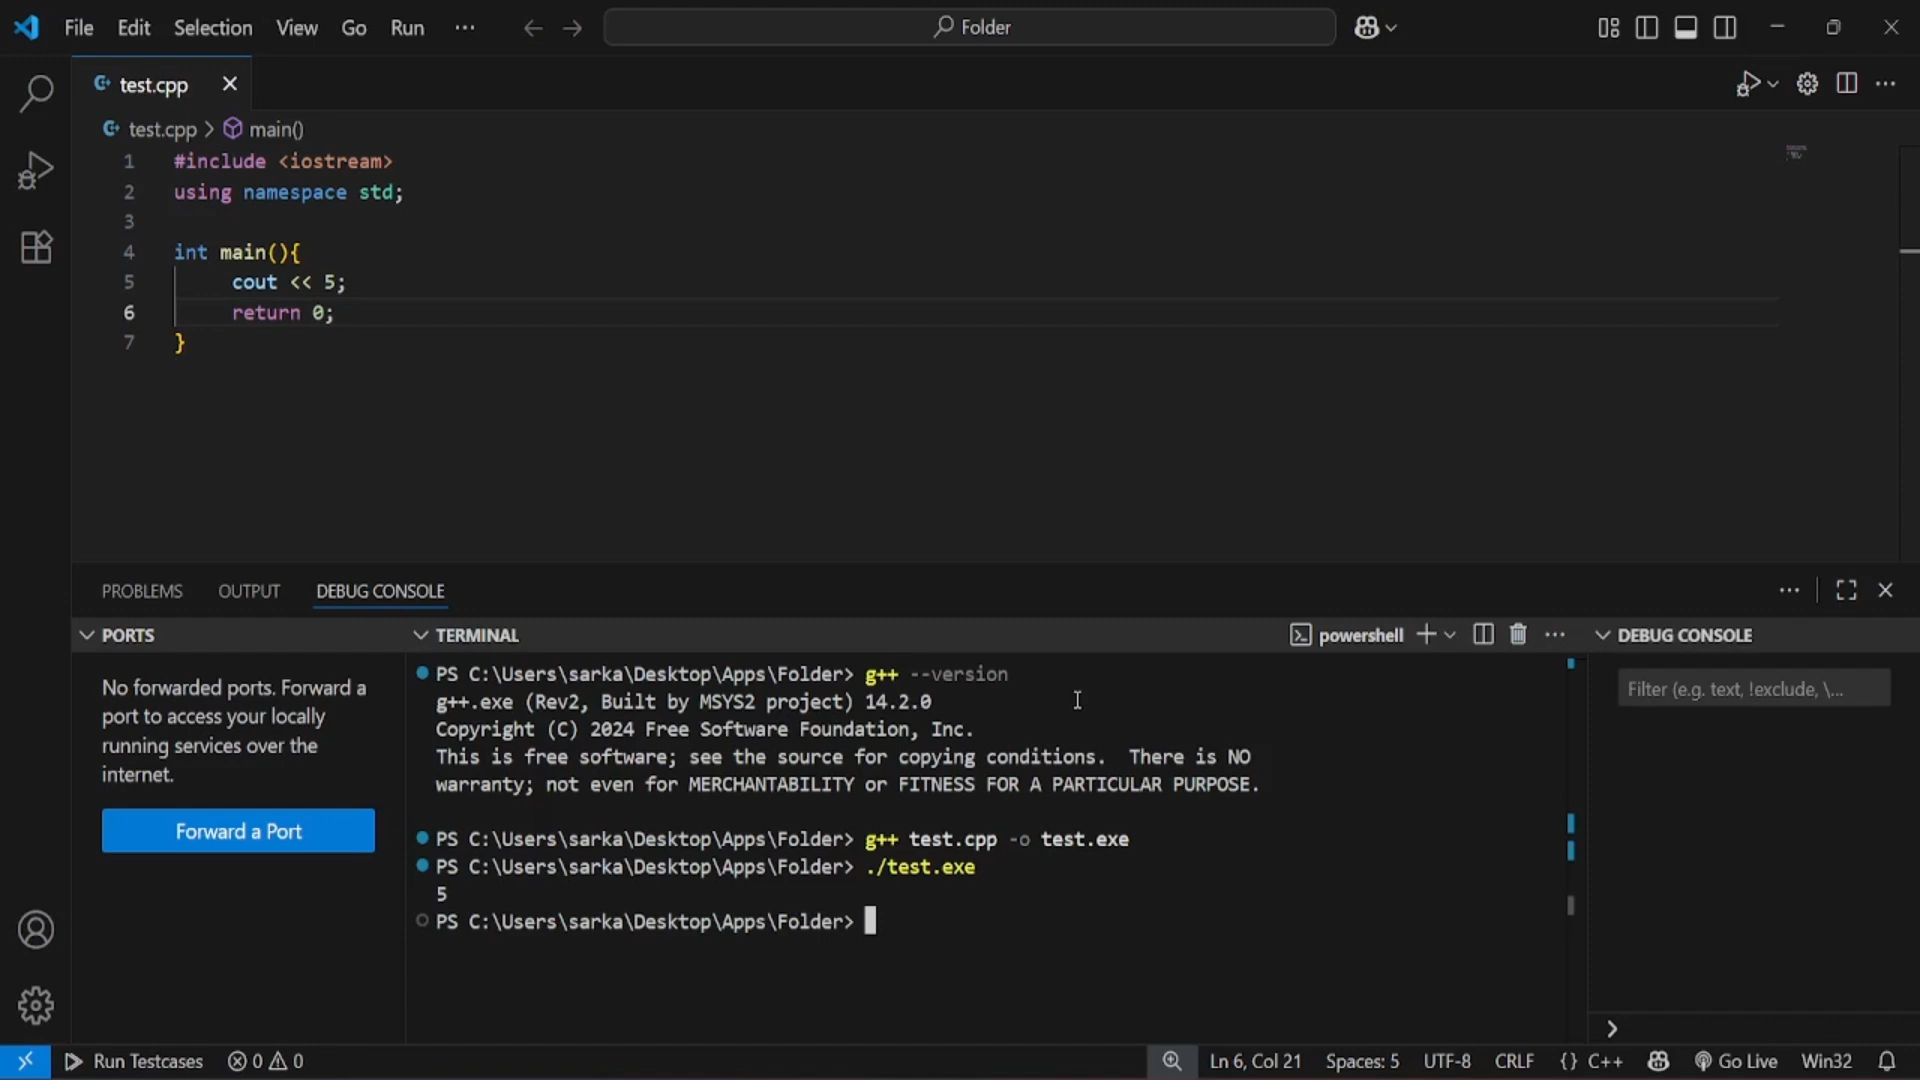 File Edit Selection View Go Run ··· Folder
test.cpp
test.cpp > main()
1 #include <iostream>
2 using namespace std;
3
4 int main(){
5 cout << 5;
6 return 0;
7 }
PROBLEMS OUTPUT DEBUG CONSOLE
PORTS
No forwarded ports. Forward a
port to access your locally
running services over the
internet.
Forward a Port
TERMINAL powershell
PS C:\Users\sarka\Desktop\Apps\Folder> g++ --version
g++.exe (Rev2, Built by MSYS2 project) 14.2.0
Copyright (C) 2024 Free Software Foundation, Inc.
This is free software; see the source for copying conditions.  There is NO
warranty; not even for MERCHANTABILITY or FITNESS FOR A PARTICULAR PURPOSE.
PS C:\Users\sarka\Desktop\Apps\Folder> g++ test.cpp -o test.exe
PS C:\Users\sarka\Desktop\Apps\Folder> ./test.exe
5
PS C:\Users\sarka\Desktop\Apps\Folder>
DEBUG CONSOLE
Filter (e.g. text, !exclude, \...
Run Testcases 0 0 Ln 6, Col 21 Spaces: 5 UTF-8 CRLF {} C++ Go Live Win32